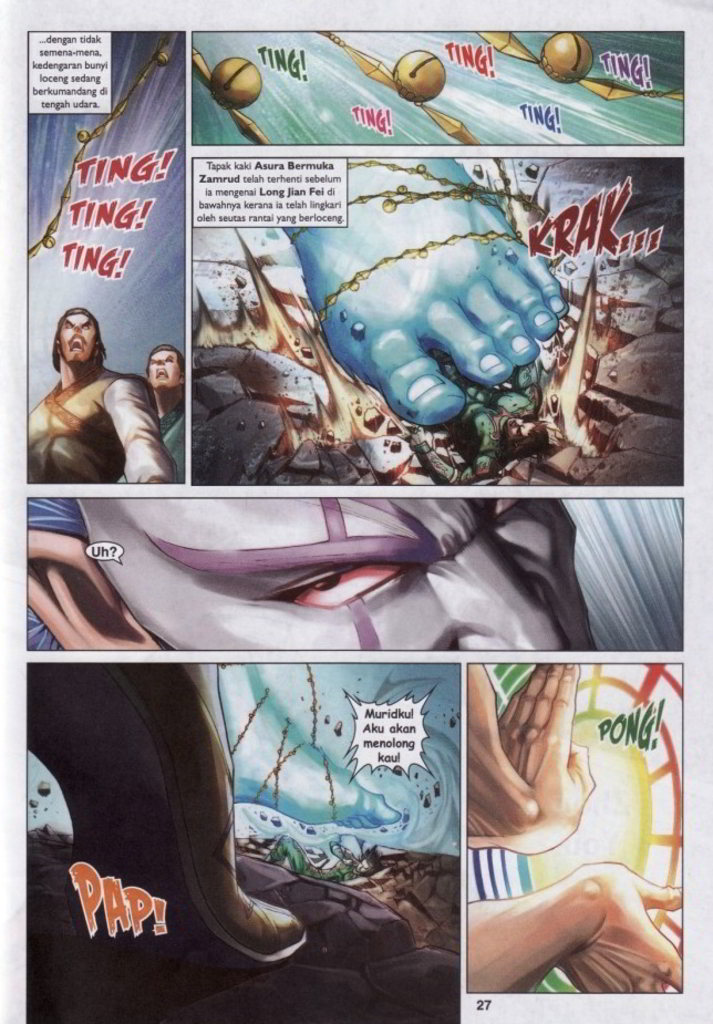 ...dengan tidak
semena-mena,
kedengaran bunyi
loceng sedang
berkumandang di
tengah udara.
TING!
TING!
TING!
TING!
TING!
TING!
TING!
TING!
Tapak kaki Asura Bermuka
Zamrud telah terhenti sebelum
ia mengenai Long Jian Fei di
bawahnya kerana ia telah lingkari
oleh seutas rantai yang berloceng.
KRAK...
Uh?
Muridku!
Aku akan
menolong
kau!
PAP!
PONG!
27